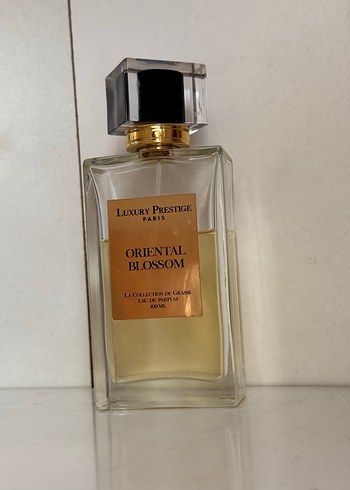 LUXURY PRESTIGE
PARIS
ORIENTAL
BLOSSOM
LA COLLECTION DE GRASSE
EAU DE PARFUM
100 ML